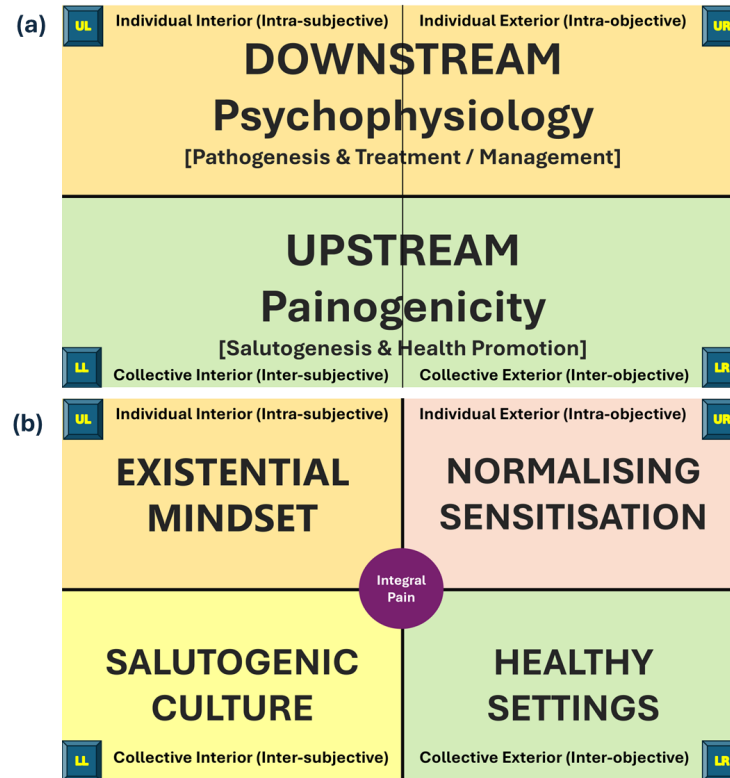 (a)
UL Individual Interior (Intra-subjective) Individual Exterior (Intra-objective) UR
DOWNSTREAM
Psychophysiology
[Pathogenesis & Treatment / Management]
UPSTREAM
Painogenicity
[Salutogenesis & Health Promotion]
LL Collective Interior (Inter-subjective) Collective Exterior (Inter-objective) LR
(b)
UL Individual Interior (Intra-subjective) Individual Exterior (Intra-objective) UR
EXISTENTIAL
MINDSET
NORMALISING
SENSITISATION
Integral
Pain
SALUTOGENIC
CULTURE
HEALTHY
SETTINGS
LL Collective Interior (Inter-subjective) Collective Exterior (Inter-objective) LR